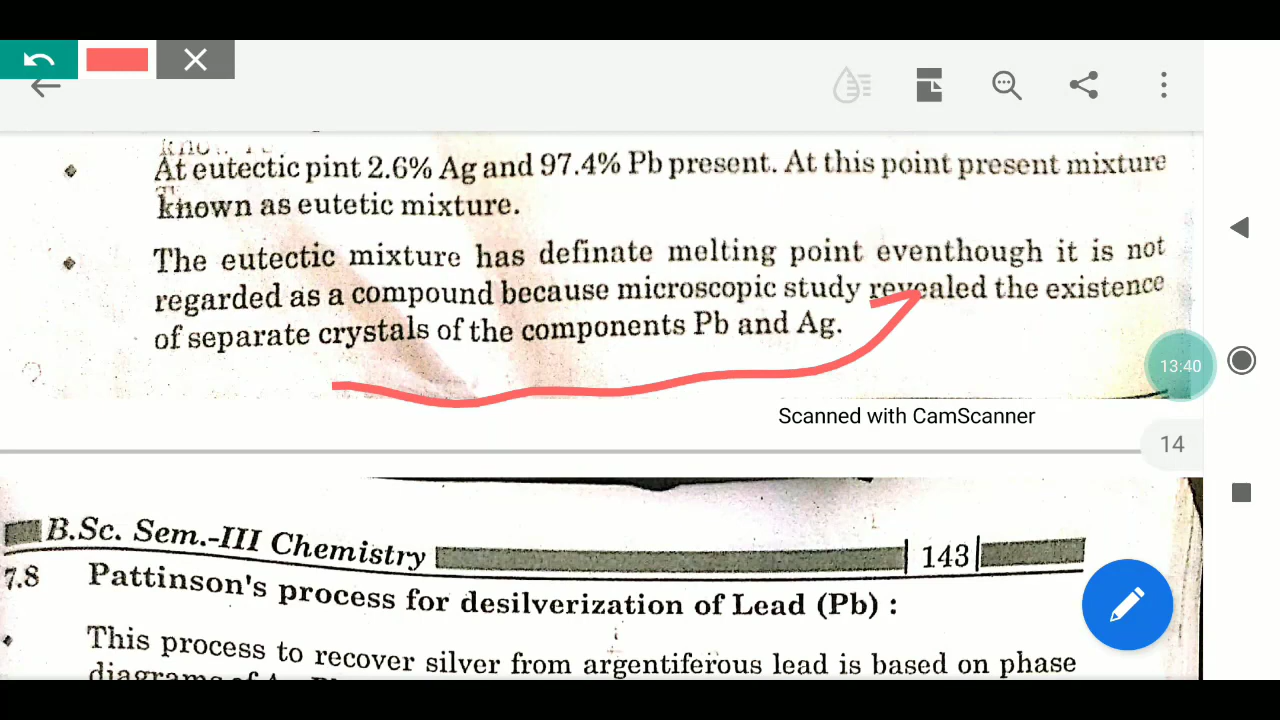 At eutectic pint 2.6% Ag and 97.4% Pb present. At this point present mixture
known as eutetic mixture.
The eutectic mixture has definate melting point eventhough it is not
regarded as a compound because microscopic study revealed the existence
of separate crystals of the components Pb and Ag.
13:40
Scanned with CamScanner
14
B.Sc. Sem.-III Chemistry 143
7.8 Pattinson's process for desilverization of Lead (Pb) :
This process to recover silver from argentiferous lead is based on phase